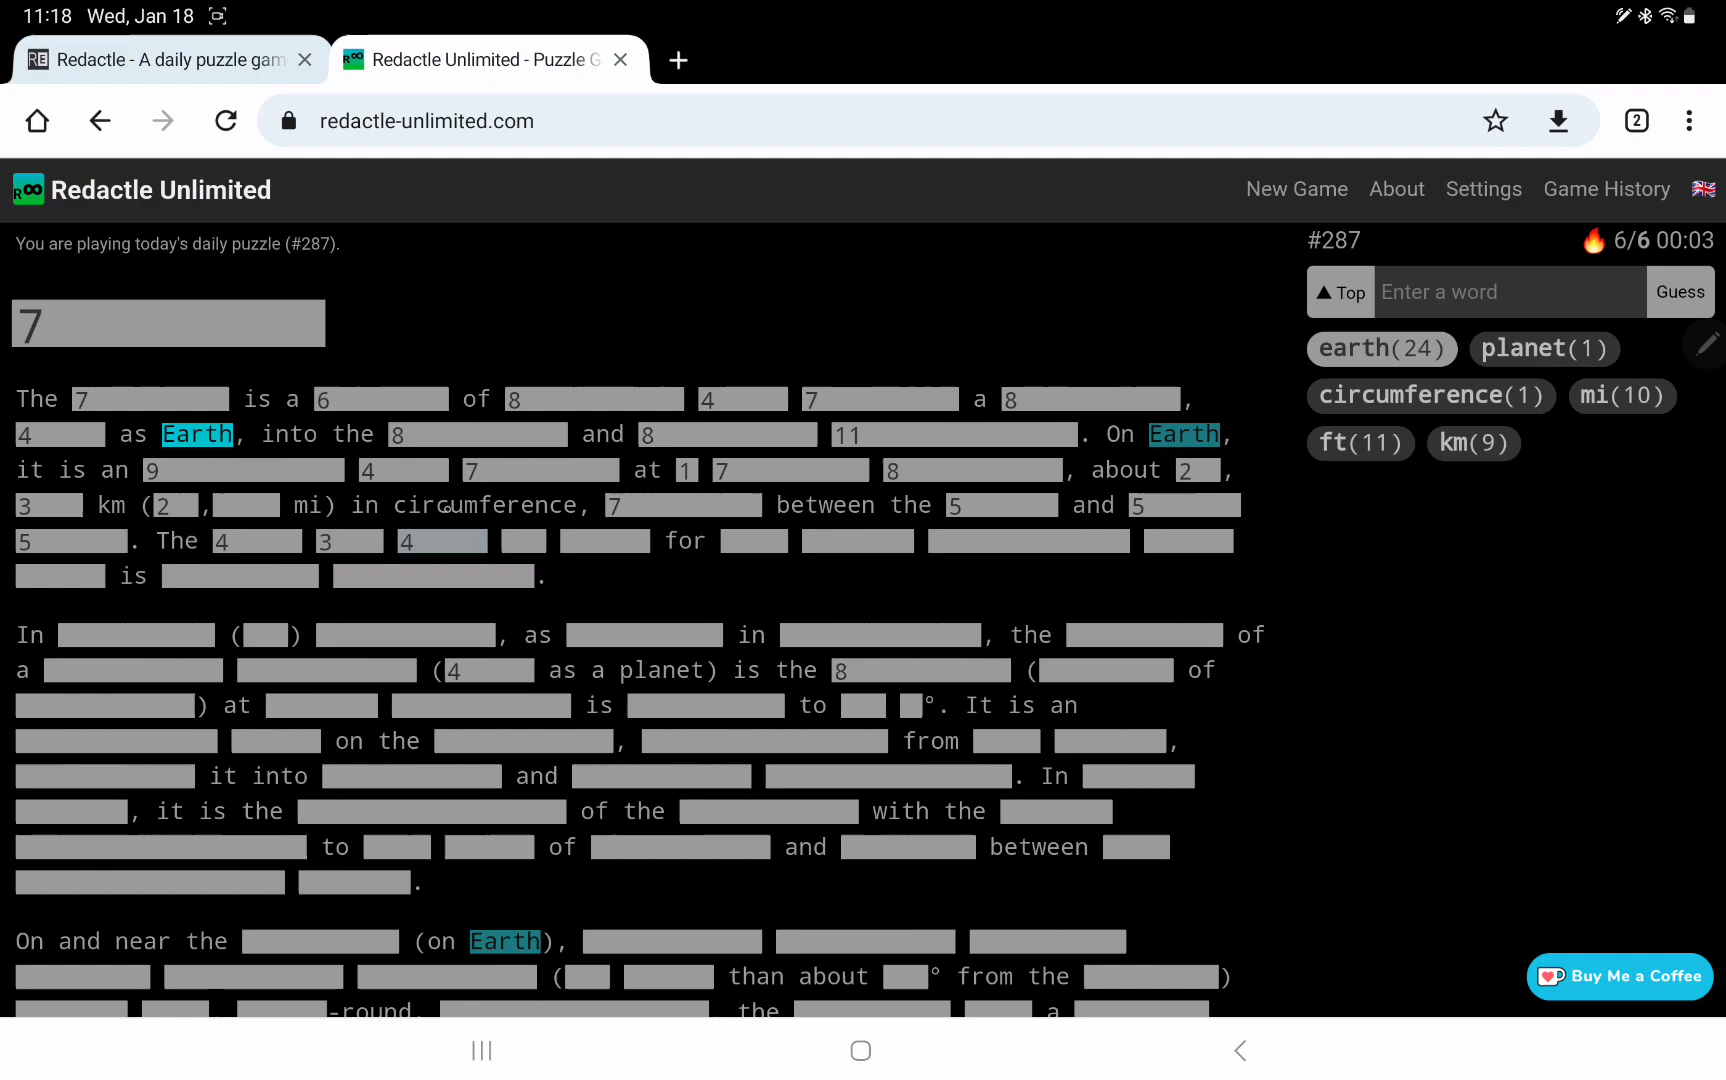 11:18 Wed, Jan 18
Redactle - A daily puzzle gam
Redactle Unlimited - Puzzle G
redactle-unlimited.com
2
R∞ Redactle Unlimited
New Game About Settings Game History
You are playing today's daily puzzle (#287).
#287 6/6 00:03
▲ Top Enter a word Guess
earth(24) planet(1)
circumference(1) mi(10)
ft(11) km(9)
7
The 7 is a 6 of 8 4 7 a 8,
4 as Earth, into the 8 and 8 11. On Earth,
it is an 9 4 7 at 1 7 8, about 2,
3 km (2, mi) in circumference, 7 between the 5 and 5
5. The 4 3 4 for
is .
In ( ) , as in , the of
a (4 as a planet) is the 8 ( of
) at is to °. It is an
on the , from ,
it into and . In
, it is the of the with the
to of and between
.
On and near the (on Earth),
( than about ° from the )
-round, the a
Buy Me a Coffee